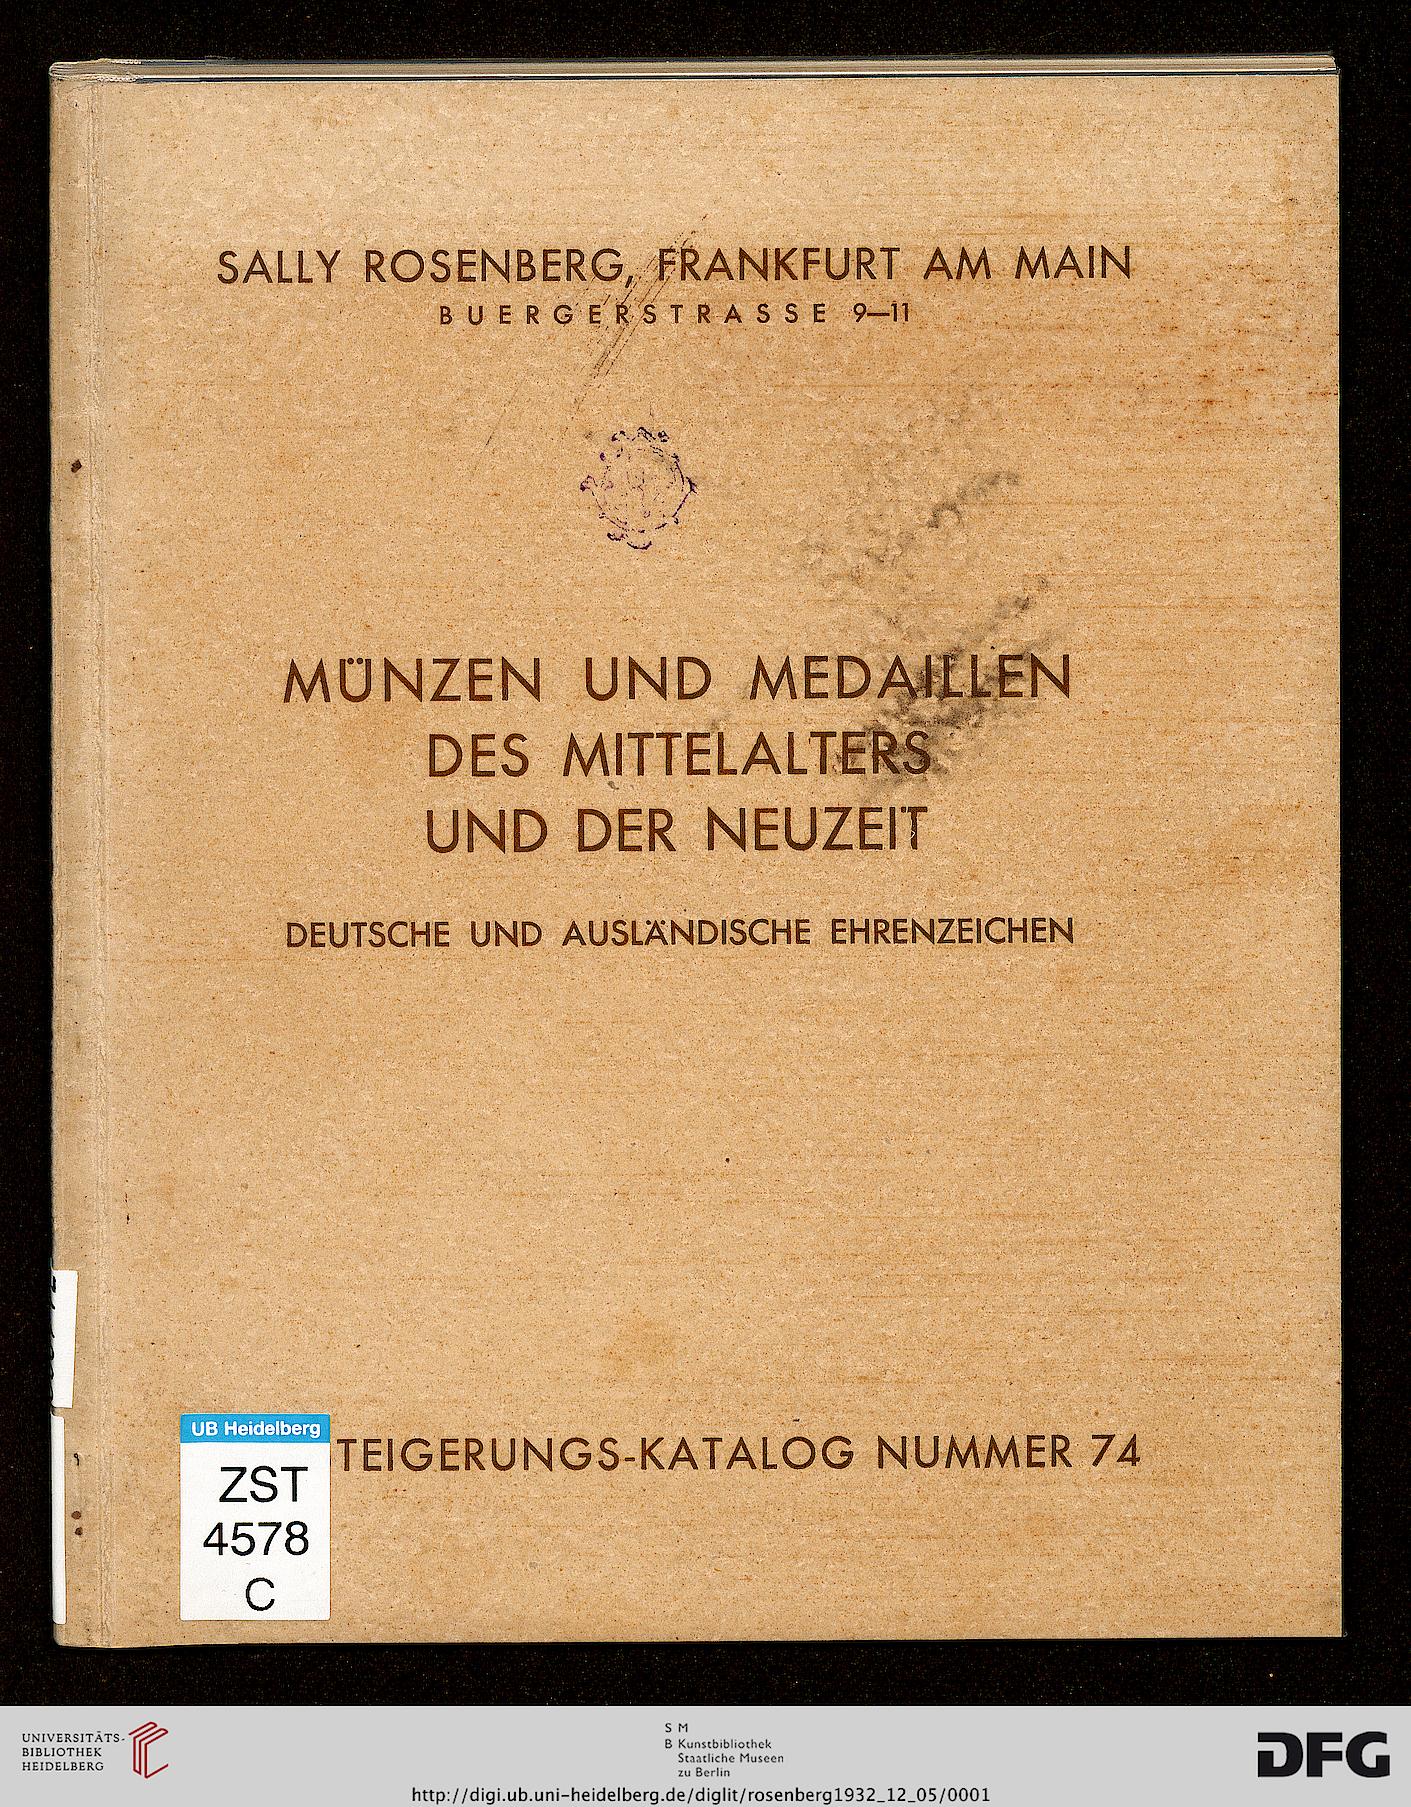 SALLY ROSENBERG, FRANKFURT AM MAIN
BUERGERSTRASSE 9—11
MÜNZEN UND MEDAILLEN
DES MITTELALTERS
UND DER NEUZEIT
DEUTSCHE UND AUSLÄNDISCHE EHRENZEICHEN
TEIGERUNGS-KATALOG NUMMER 74
UB Heidelberg
ZST
4578
C
UNIVERSITÄTS-
BIBLIOTHEK
HEIDELBERG
S M
B Kunstbibliothek
Staatliche Museen
zu Berlin
DFG
http://digi.ub.uni-heidelberg.de/diglit/rosenberg1932_12_05/0001